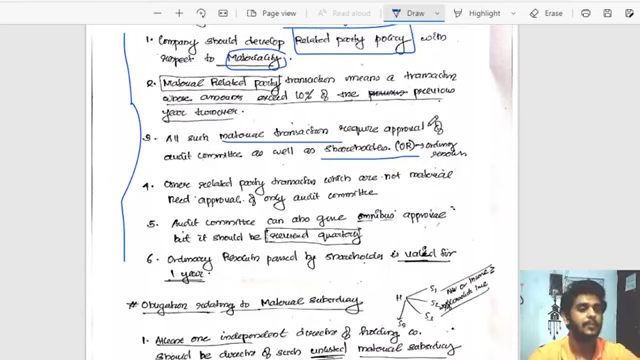 Page view
Read aloud
Draw
Highlight
Erase
1. Company should develop Related party policy with
respect to Materiality.
2. Material Related Party transaction means a transaction
whose amounts exceed 10% of the previous
year turnover.
3. All such material transaction require approval of
audit committee as well as shareholders (OR) → ordinary
4. Other related party transaction which are not material
need approval of only audit committee
5. Audit committee can also give omnibus approval
but it should be reviewed quarterly
6. Ordinary Resoln passed by shareholders is valid for
1 year.
* Obligation relating to Material subsidiary
H S1 S2 S3
NW or Income
1. Atleast one independent director of holding co.
should be director of such unlisted material subsidiary